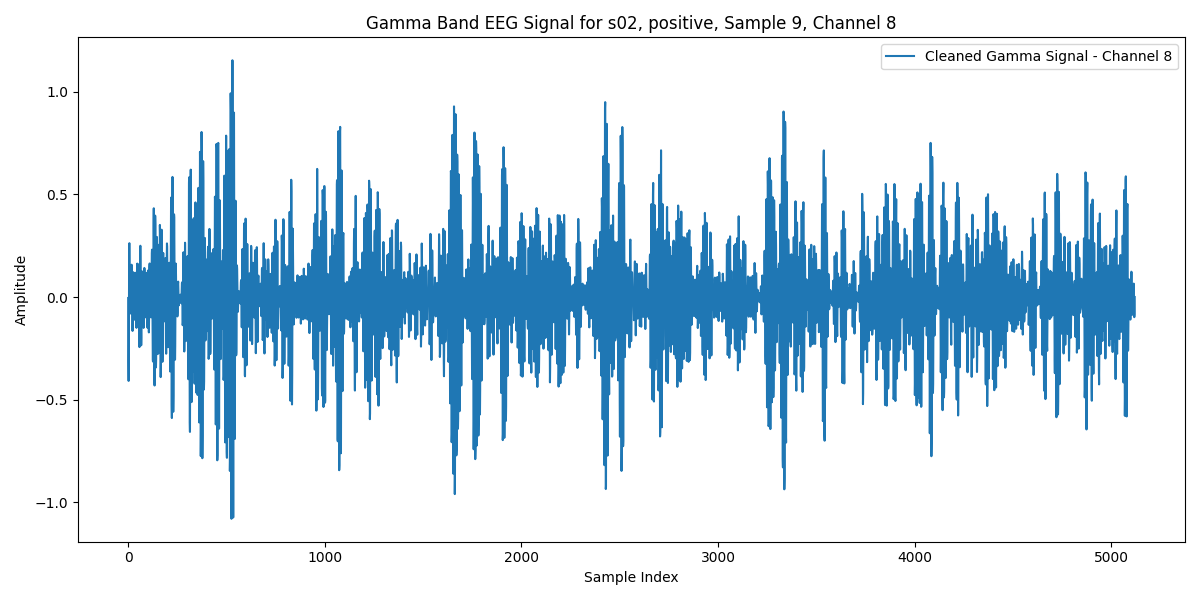 Gamma Band EEG Signal for s02, positive, Sample 9, Channel 8
Cleaned Gamma Signal - Channel 8
Amplitude
1.0
0.5
0.0
−0.5
−1.0
0 1000 2000 3000 4000 5000
Sample Index